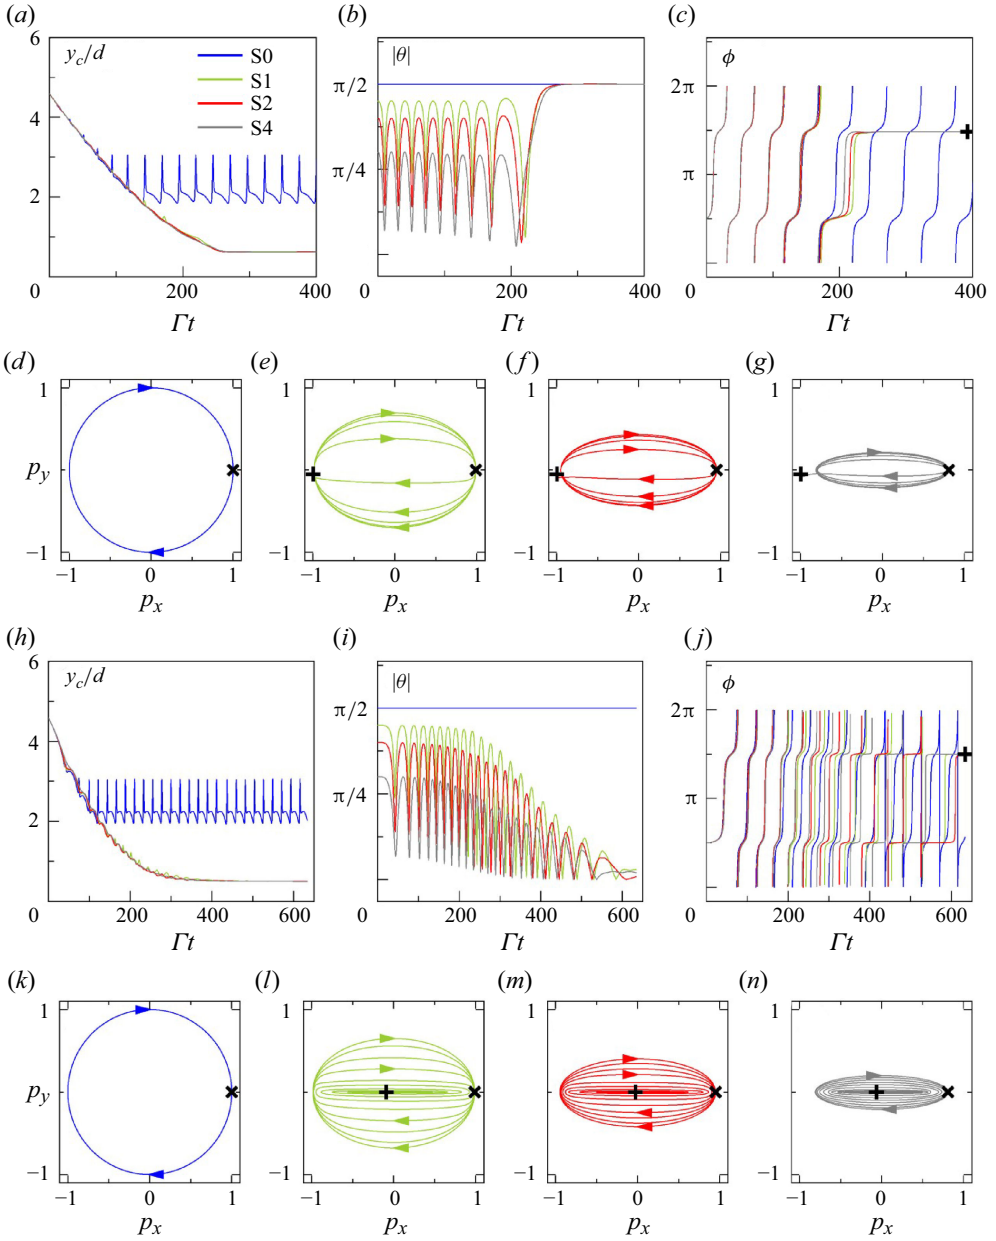 (a) (b) (c)
6 y_c/d S0 |θ| ϕ
S1 π/2 2π
4 S2
S4
π/4 π
2
0 200 400 0 200 400 0 200 400
Γt Γt Γt
(d) (e) (f) (g)
1 1 1 1
p_y
−1 −1 −1 −1
−1 0 1 −1 0 1 −1 0 1 −1 0 1
p_x p_x p_x p_x
(h) (i) (j)
6 y_c/d |θ| ϕ
π/2 2π
4
π/4 π
2
0 200 400 600 0 200 400 600 0 200 400 600
Γt Γt Γt
(k) (l) (m) (n)
1 1 1 1
p_y
−1 −1 −1 −1
−1 0 1 −1 0 1 −1 0 1 −1 0 1
p_x p_x p_x p_x